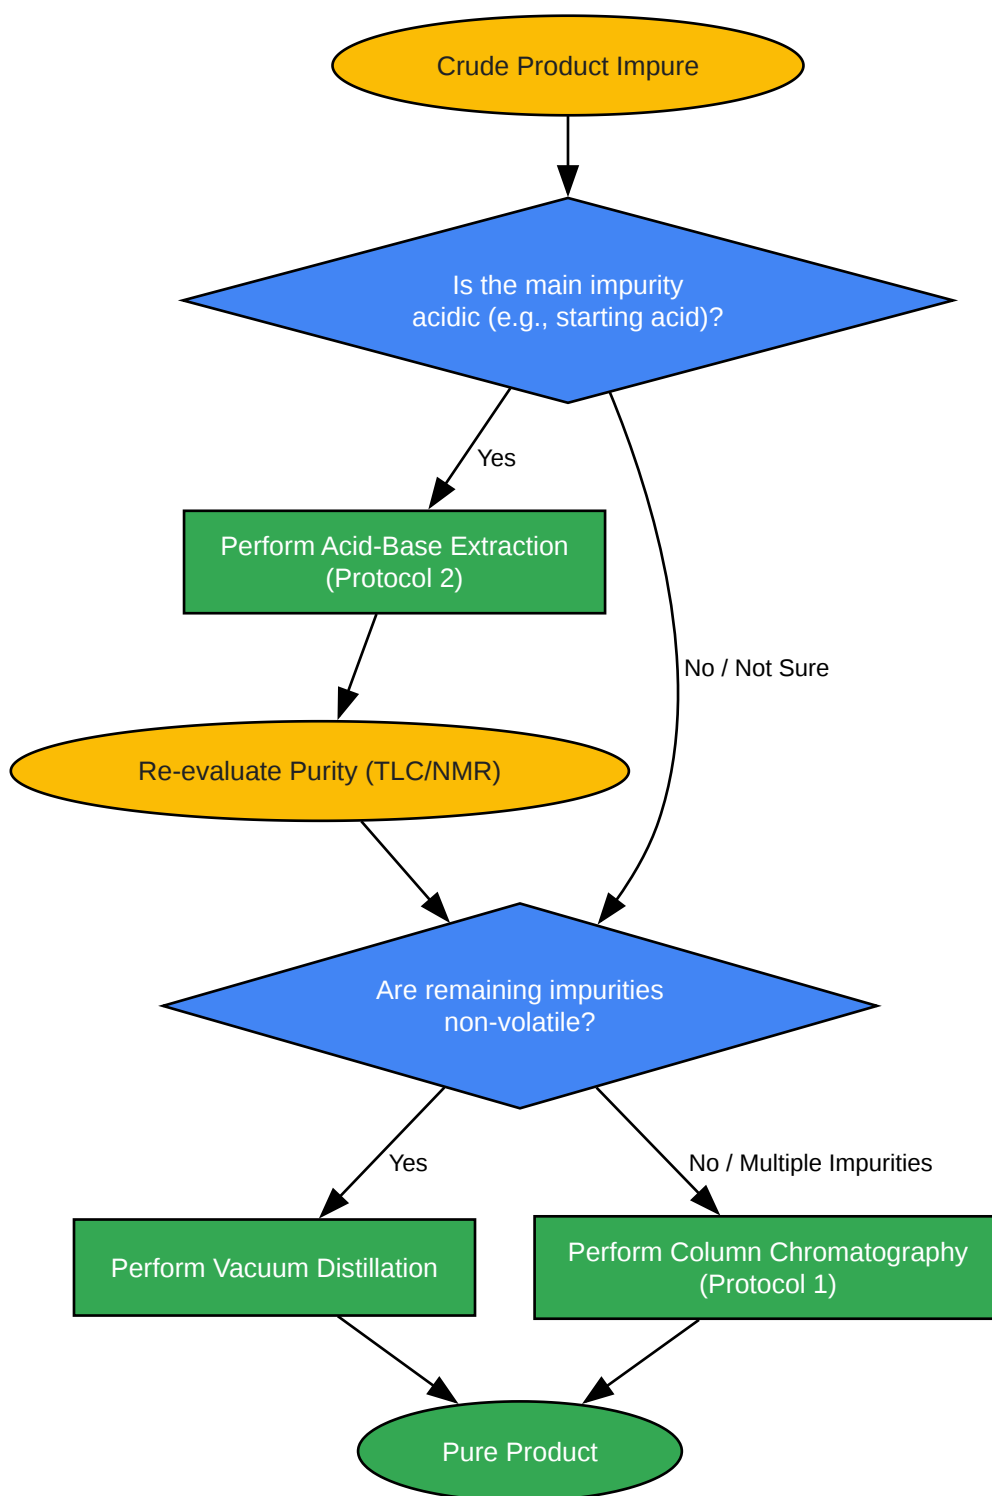 Crude Product Impure
Is the main impurity
acidic (e.g., starting acid)?
Yes
Perform Acid-Base Extraction
(Protocol 2)
No / Not Sure
Re-evaluate Purity (TLC/NMR)
Are remaining impurities
non-volatile?
Yes
No / Multiple Impurities
Perform Vacuum Distillation
Perform Column Chromatography
(Protocol 1)
Pure Product